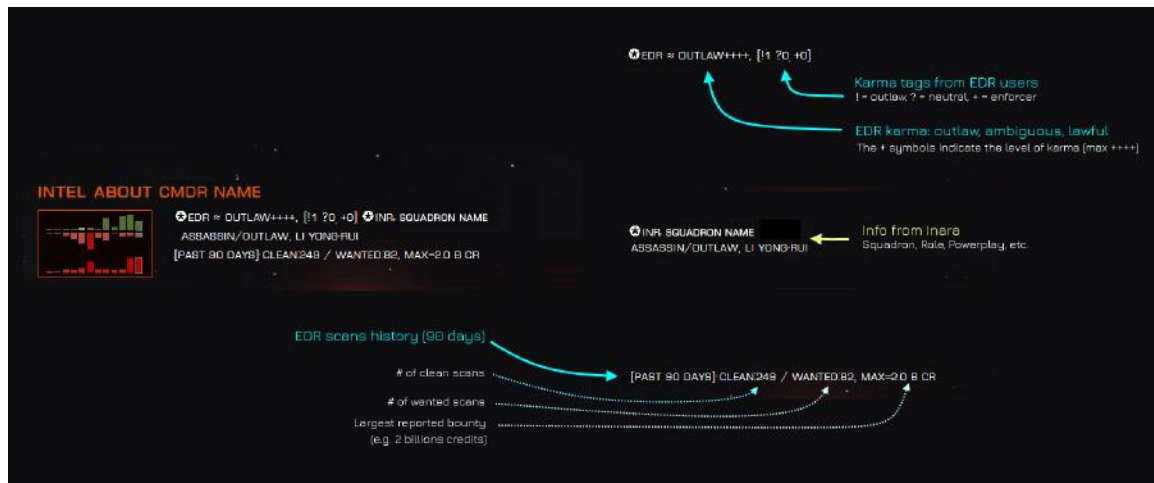 INTEL ABOUT CMDR NAME
EDR ≈ OUTLAW++++, [!1 ?0 +0] INR SQUADRON NAME
ASSASSIN/OUTLAW, LI YONG-RUI
[PAST 90 DAYS] CLEAN:249 / WANTED:82, MAX=2.0 B CR
EDR ≈ OUTLAW++++, [!1 ?0, +0]
Karma tags from EDR users
! = outlaw, ? = neutral, + = enforcer
EDR karma: outlaw, ambiguous, lawful
The + symbols indicate the level of karma (max ++++)
INR SQUADRON NAME
ASSASSIN/OUTLAW, LI YONG-RUI
Info from Inara
Squadron, Role, Powerplay, etc.
EDR scans history (90 days)
# of clean scans
# of wanted scans
Largest reported bounty
(e.g. 2 billions credits)
[PAST 90 DAYS] CLEAN:249 / WANTED:82, MAX=2.0 B CR